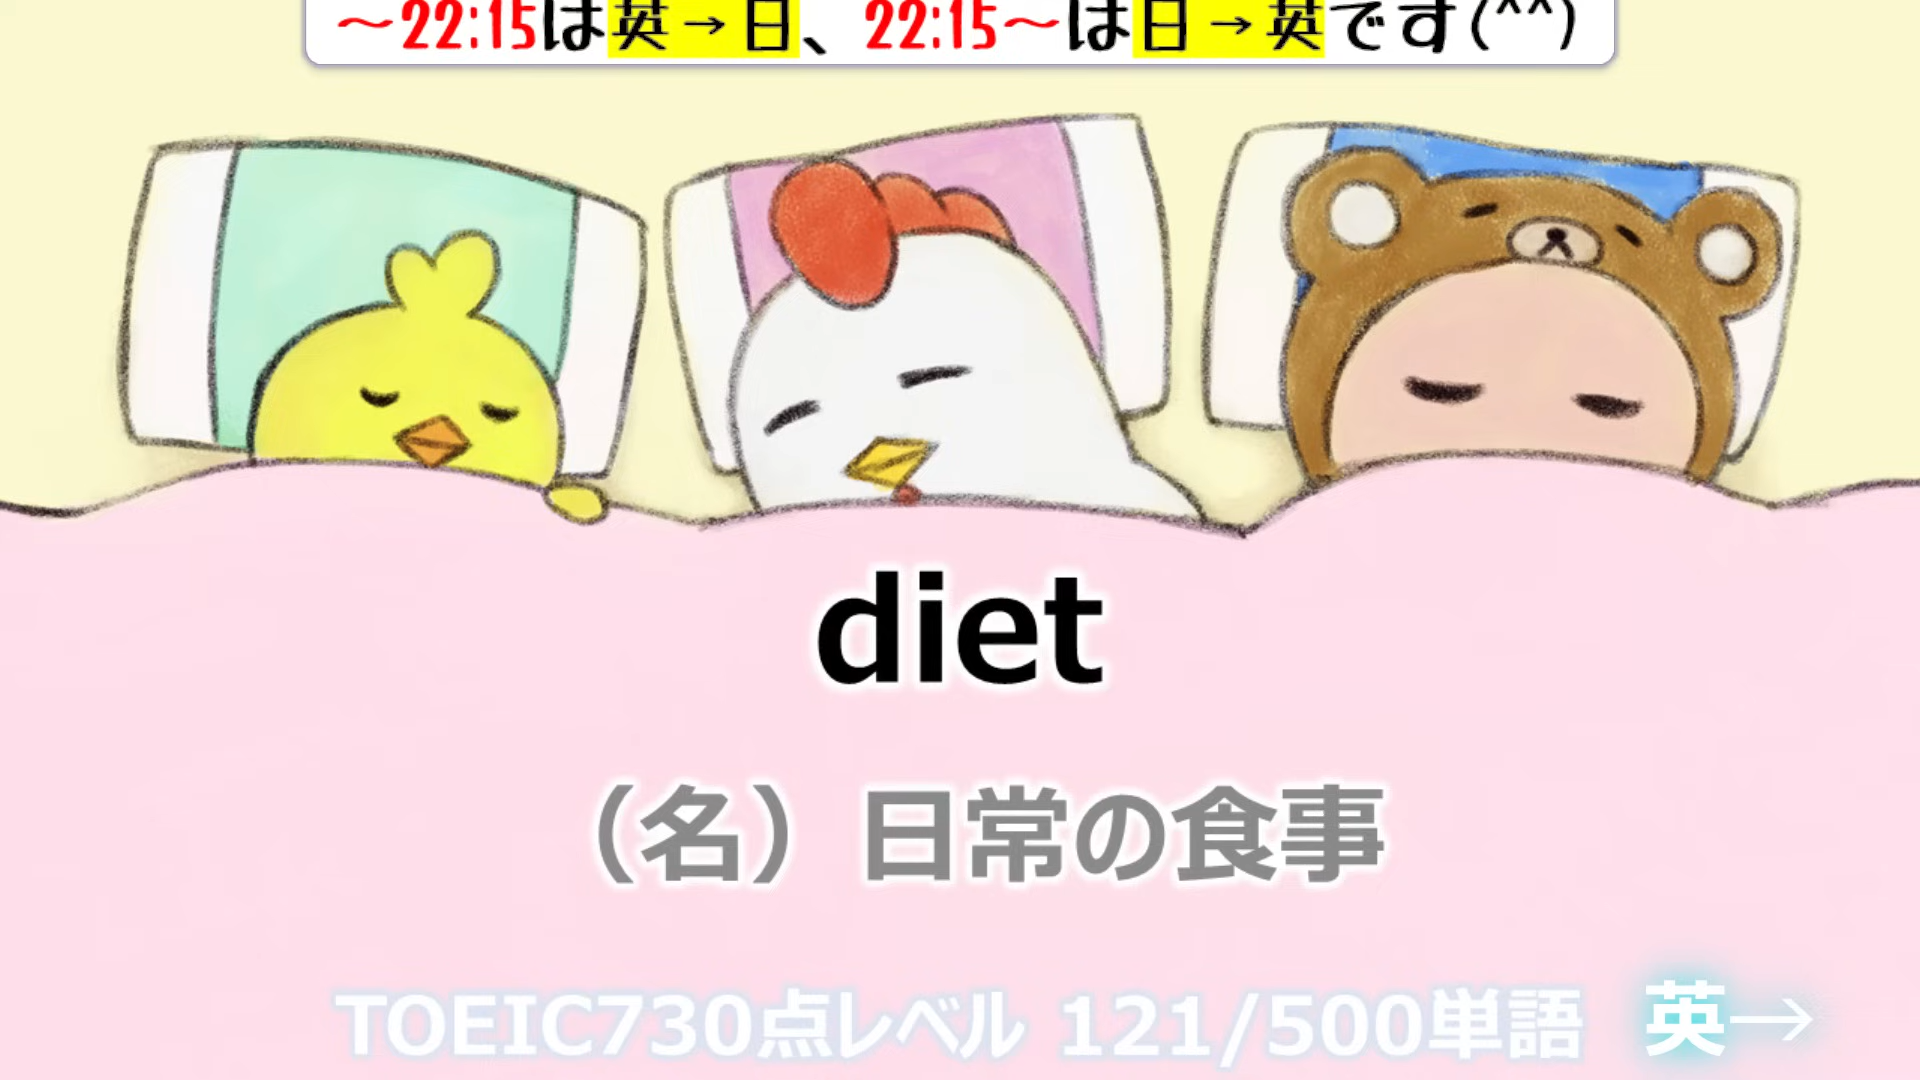 ～22:15は英→日、22:15～は日→英です(^^)
diet
（名）日常の食事
TOEIC730点レベル 121/500単語 英→